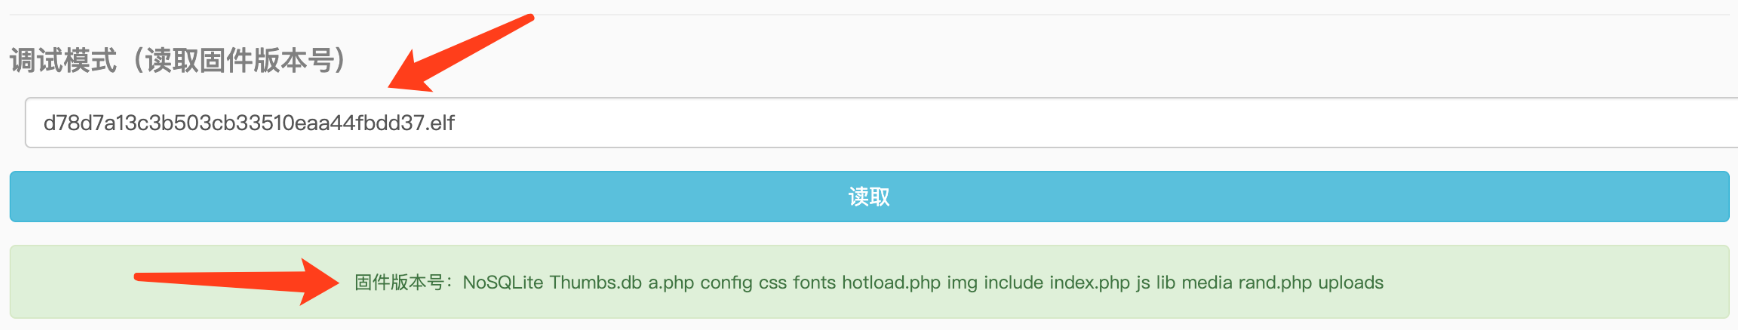 调试模式（读取固件版本号）
d78d7a13c3b503cb33510eaa44fbdd37.elf
读取
固件版本号：NoSQLite Thumbs.db a.php config css fonts hotload.php img include index.php js lib media rand.php uploads